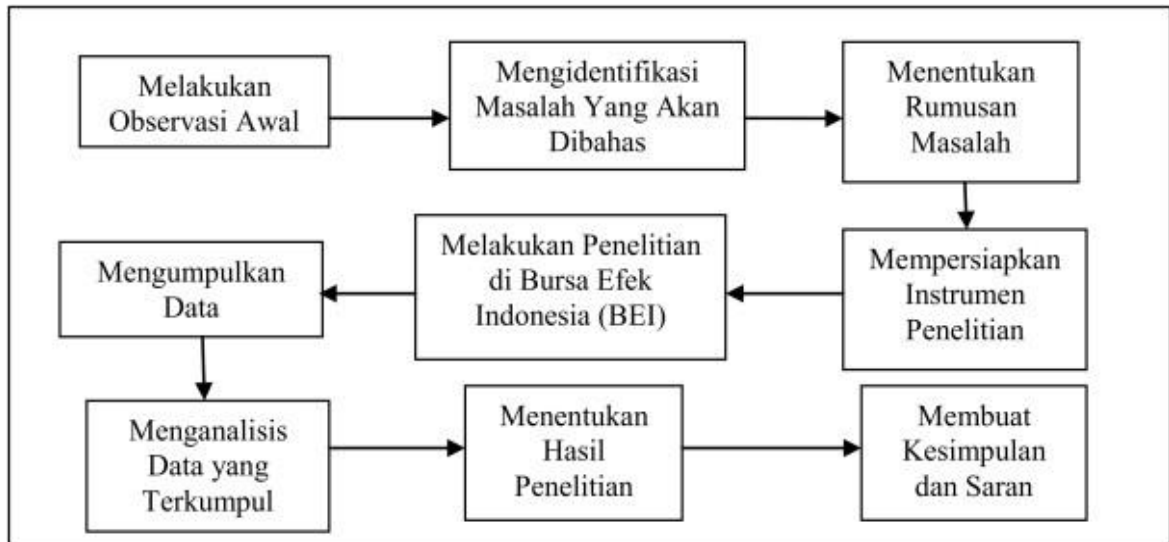 Melakukan
Observasi Awal
Mengidentifikasi
Masalah Yang Akan
Dibahas
Menentukan
Rumusan
Masalah
Mempersiapkan
Instrumen
Penelitian
Melakukan Penelitian
di Bursa Efek
Indonesia (BEI)
Mengumpulkan
Data
Menganalisis
Data yang
Terkumpul
Menentukan
Hasil
Penelitian
Membuat
Kesimpulan
dan Saran